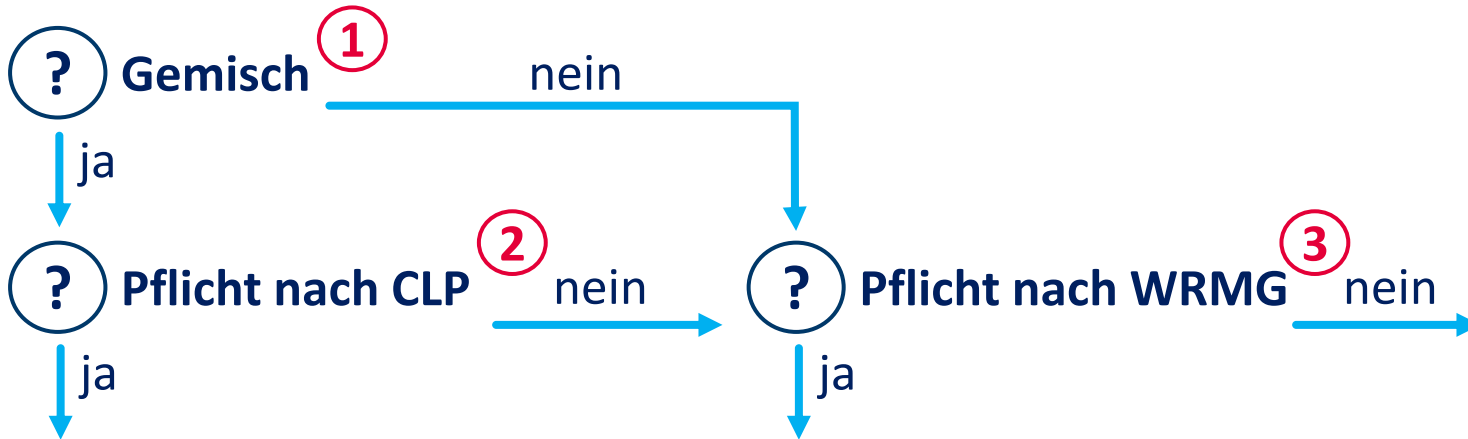 ? Gemisch 1 nein
ja
? Pflicht nach CLP 2 nein ? Pflicht nach WRMG 3 nein
ja ja